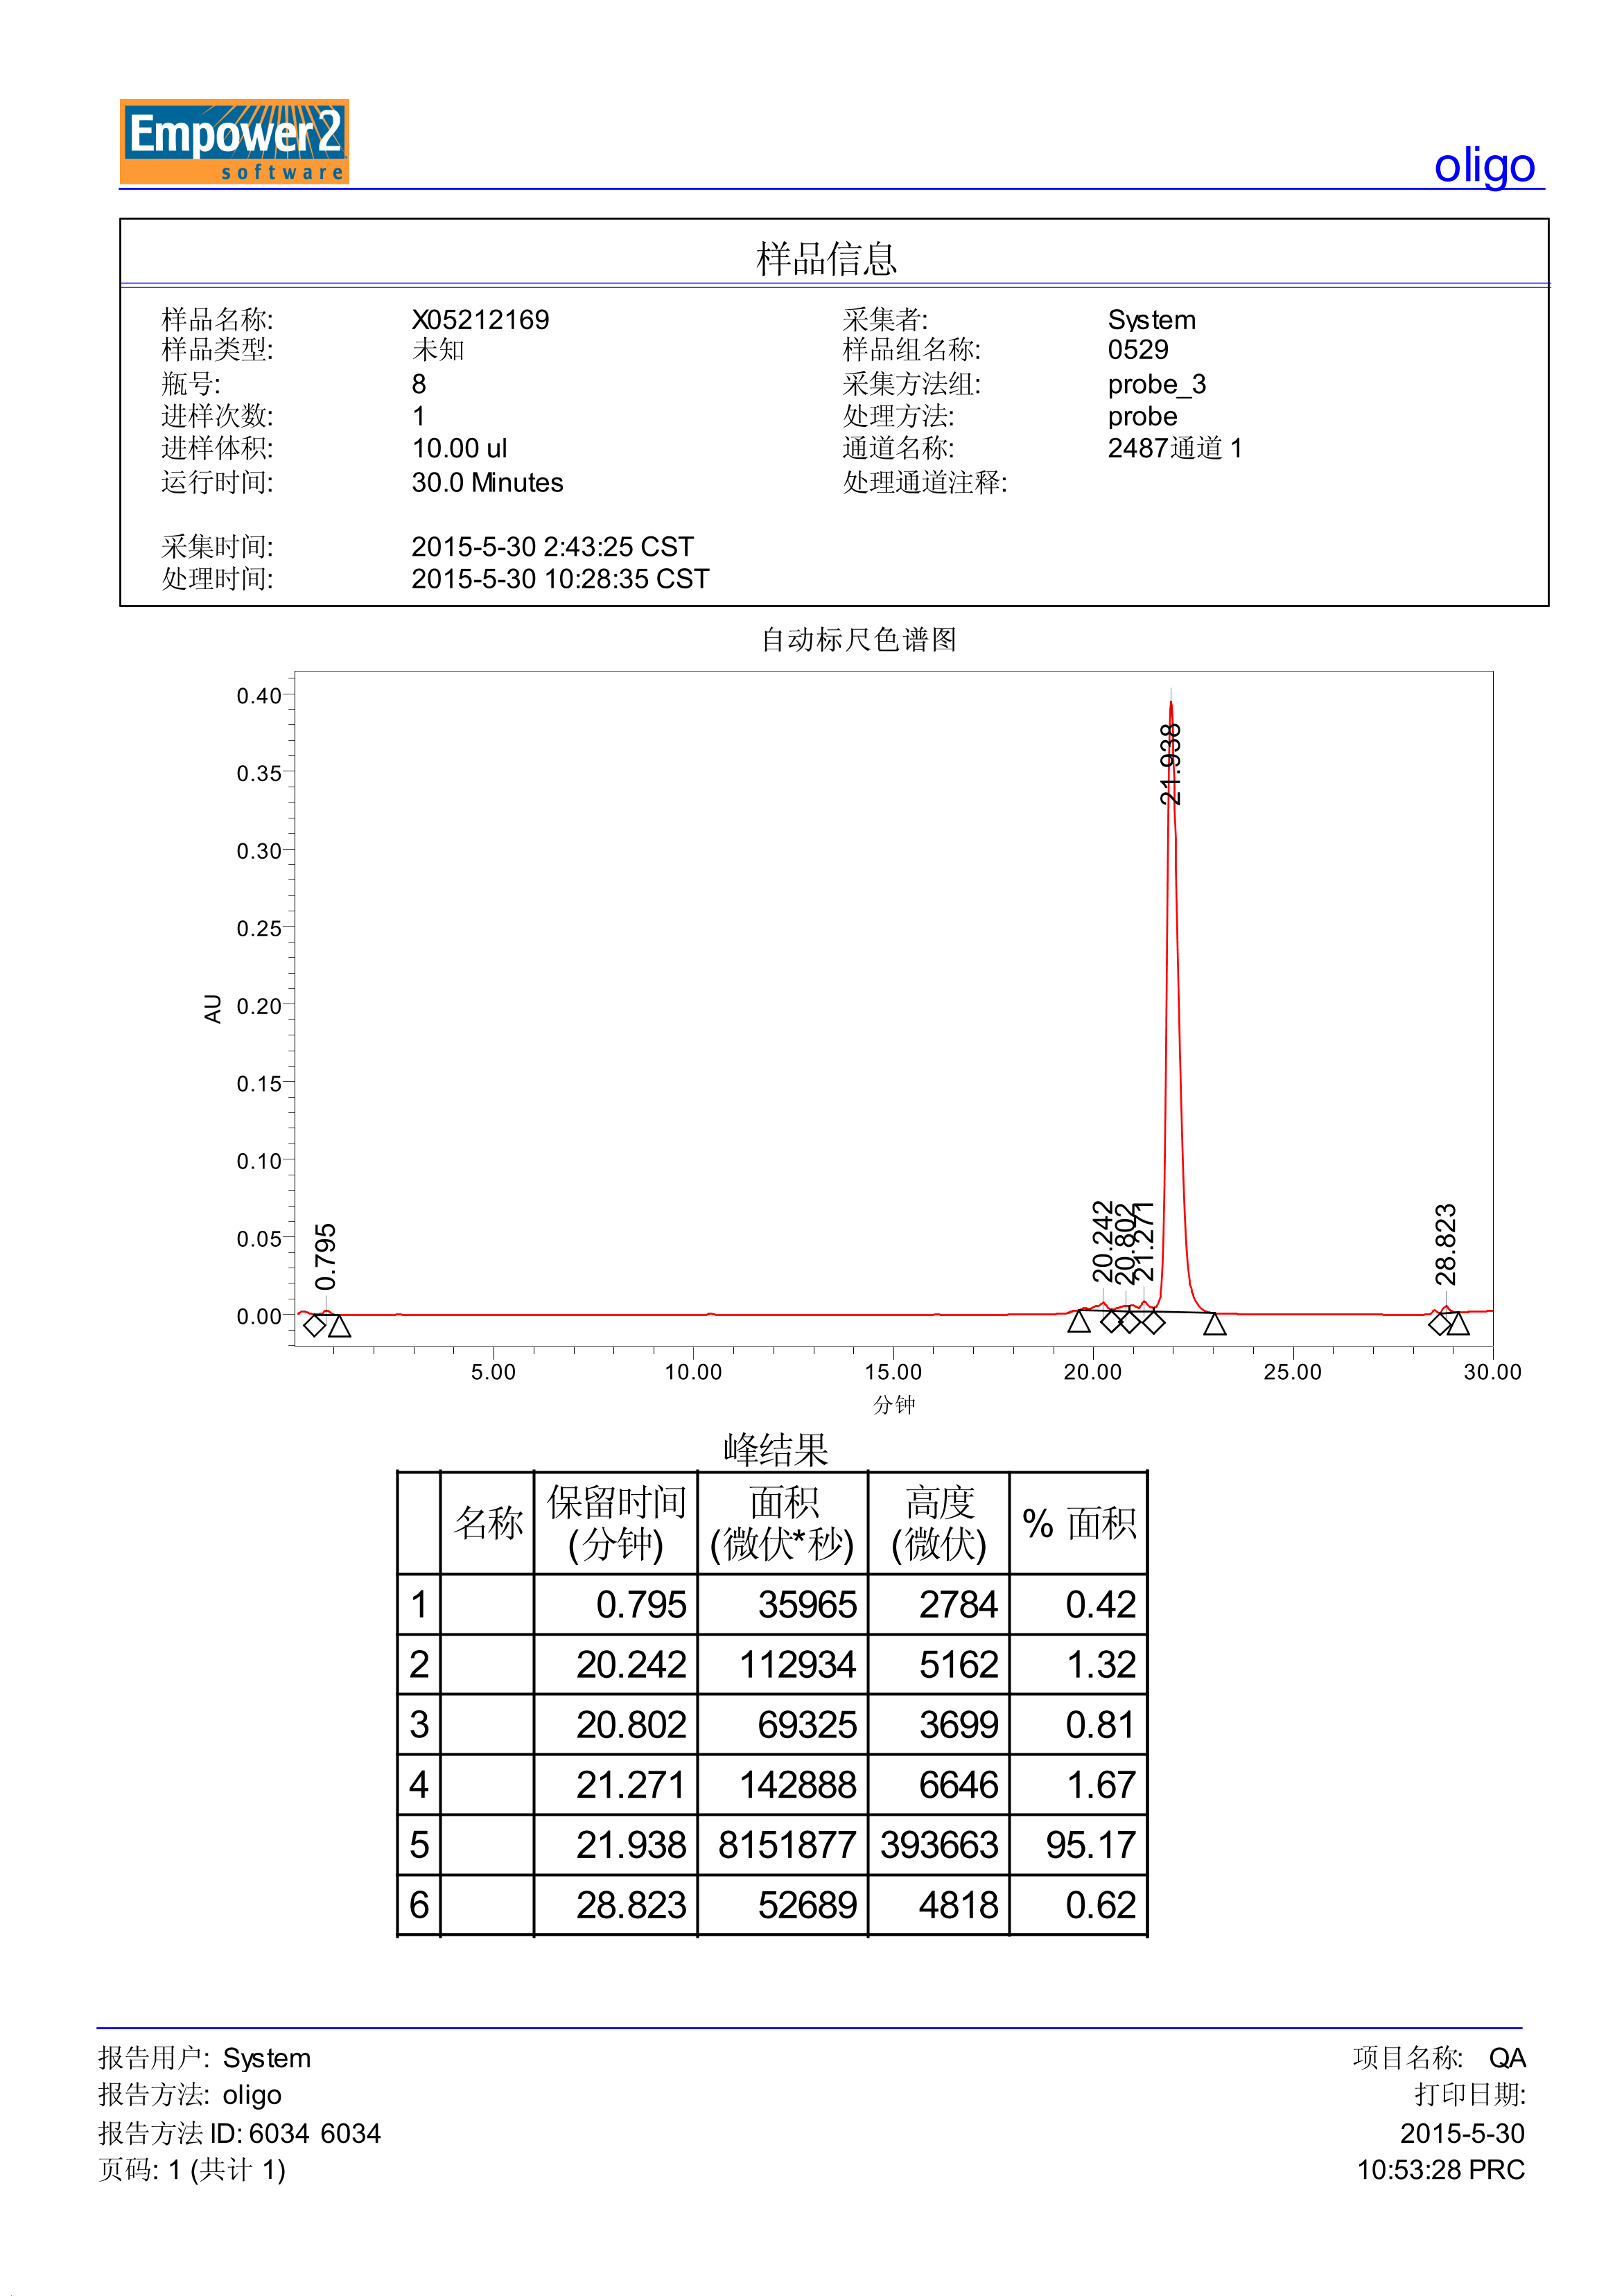 Empower2
software
oligo
样品信息
样品名称: X05212169 采集者: System
样品类型: 未知 样品组名称: 0529
瓶号: 8 采集方法组: probe_3
进样次数: 1 处理方法: probe
进样体积: 10.00 ul 通道名称: 2487通道 1
运行时间: 30.0 Minutes 处理通道注释:
采集时间: 2015-5-30 2:43:25 CST
处理时间: 2015-5-30 10:28:35 CST
自动标尺色谱图
0.40
0.35
0.30
0.25
0.20
0.15
0.10
0.05
0.00
AU
0.795
20.242
20.802
21.271
21.938
28.823
5.00 10.00 15.00 20.00 25.00 30.00
分钟
峰结果
名称 保留时间 (分钟) 面积 (微伏*秒) 高度 (微伏) % 面积
1 0.795 35965 2784 0.42
2 20.242 112934 5162 1.32
3 20.802 69325 3699 0.81
4 21.271 142888 6646 1.67
5 21.938 8151877 393663 95.17
6 28.823 52689 4818 0.62
报告用户: System 项目名称: QA
报告方法: oligo 打印日期:
报告方法 ID: 6034 6034 2015-5-30
页码: 1 (共计 1) 10:53:28 PRC